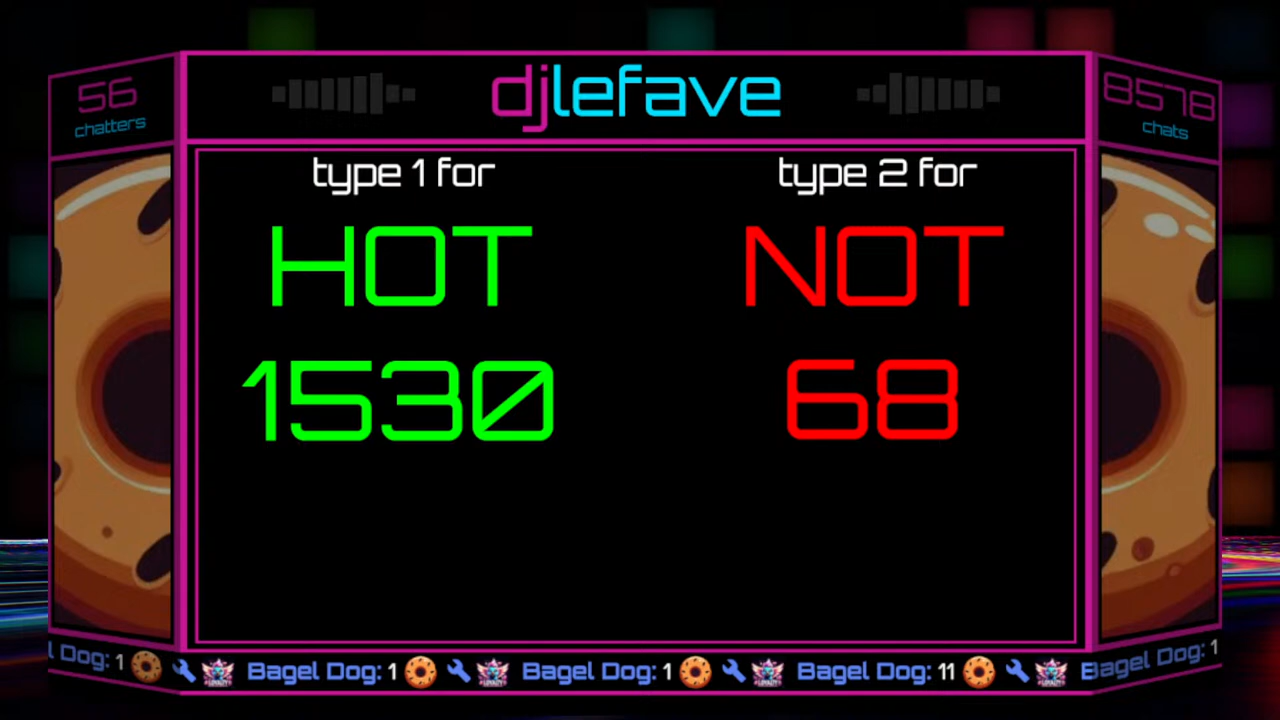 56
chatters
djlefave
8578
chats
type 1 for
HOT
1530
type 2 for
NOT
68
l Dog: 1 Bagel Dog: 1 Bagel Dog: 1 Bagel Dog: 11 Bagel Dog: 1